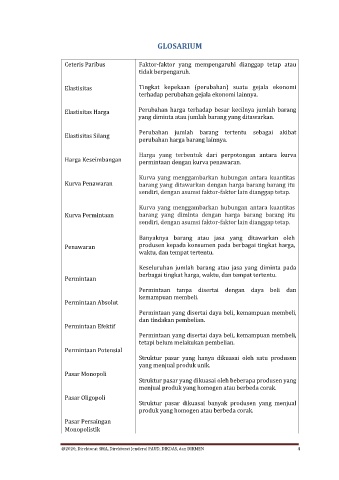 GLOSARIUM
Ceteris Paribus
Faktor-faktor yang mempengaruhi dianggap tetap atau
tidak berpengaruh.
Elastisitas
Tingkat kepekaan (perubahan) suatu gejala ekonomi
terhadap perubahan gejala ekonomi lainnya.
Elastisitas Harga
Perubahan harga terhadap besar kecilnya jumlah barang
yang diminta atau jumlah barang yang ditawarkan.
Elastisitas Silang
Perubahan jumlah barang tertentu sebagai akibat
perubahan harga barang lainnya.
Harga Keseimbangan
Harga yang terbentuk dari perpotongan antara kurva
permintaan dengan kurva penawaran.
Kurva Penawaran
Kurva yang menggambarkan hubungan antara kuantitas
barang yang ditawarkan dengan harga barang barang itu
sendiri, dengan asumsi faktor-faktor lain dianggap tetap.
Kurva Permintaan
Kurva yang menggambarkan hubungan antara kuantitas
barang yang diminta dengan harga barang barang itu
sendiri, dengan asumsi faktor-faktor lain dianggap tetap.
Penawaran
Banyaknya barang atau jasa yang ditawarkan oleh
produsen kepada konsumen pada berbagai tingkat harga,
waktu, dan tempat tertentu.
Permintaan
Keseluruhan jumlah barang atau jasa yang diminta pada
berbagai tingkat harga, waktu, dan tempat tertentu.
Permintaan Absolut
Permintaan tanpa disertai dengan daya beli dan
kemampuan membeli.
Permintaan Efektif
Permintaan yang disertai daya beli, kemampuan membeli,
dan tindakan pembelian.
Permintaan Potensial
Permintaan yang disertai daya beli, kemampuan membeli,
tetapi belum melakukan pembelian.
Pasar Monopoli
Struktur pasar yang hanya dikuasai oleh satu produsen
yang menjual produk unik.
Pasar Oligopoli
Struktur pasar yang dikuasai oleh beberapa produsen yang
menjual produk yang homogen atau berbeda corak.
Pasar Persaingan
Monopolistik
Struktur pasar dikuasai banyak produsen yang menjual
produk yang homogen atau berbeda corak.
@2020, Direktorat SMA, Direktorat Jenderal PAUD, DIKDAS, dan DIKMEN
4